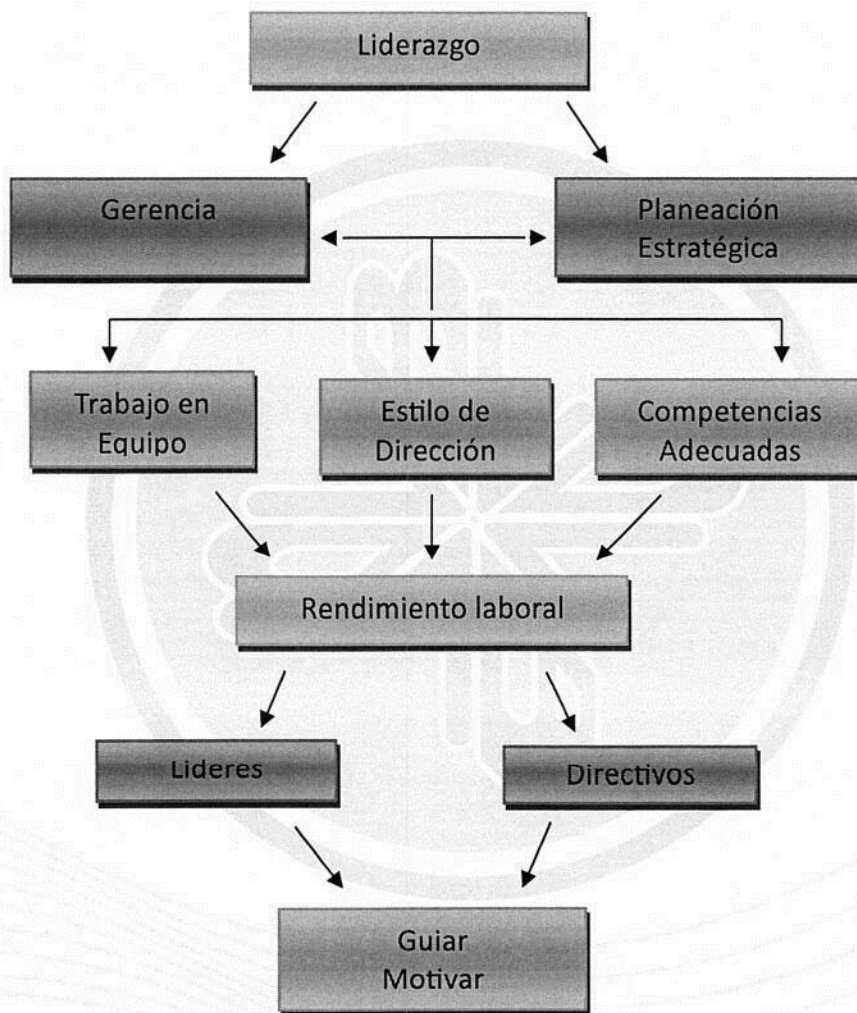 Liderazgo
Gerencia
Planeación
Estratégica
Trabajo en
Equipo
Estilo de
Dirección
Competencias
Adecuadas
Rendimiento laboral
Lideres
Directivos
Guiar
Motivar